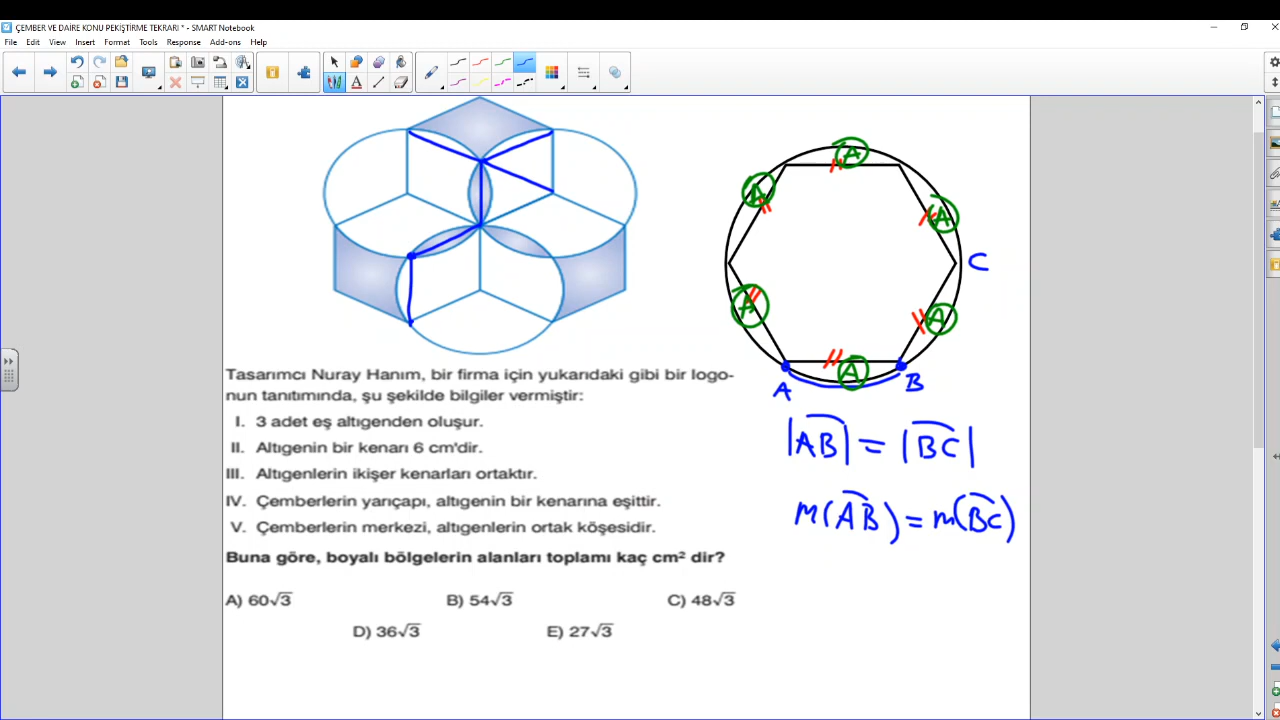 ÇEMBER VE DAİRE KONU PEKİŞTİRME TEKRARI * - SMART Notebook
File Edit View Insert Format Tools Response Add-ons Help
A
A
A
C
A
A
A
A
B
Tasarımcı Nuray Hanım, bir firma için yukarıdaki gibi bir logo-
nun tanıtımında, şu şekilde bilgiler vermiştir:
I. 3 adet eş altıgenden oluşur.
II. Altıgenin bir kenarı 6 cm'dir.
III. Altıgenlerin ikişer kenarları ortaktır.
IV. Çemberlerin yarıçapı, altıgenin bir kenarına eşittir.
V. Çemberlerin merkezi, altıgenlerin ortak köşesidir.
Buna göre, boyalı bölgelerin alanları toplamı kaç cm² dir?
A) 60√3 B) 54√3 C) 48√3
D) 36√3 E) 27√3
|AB| = |BC|
m(AB) = m(BC)